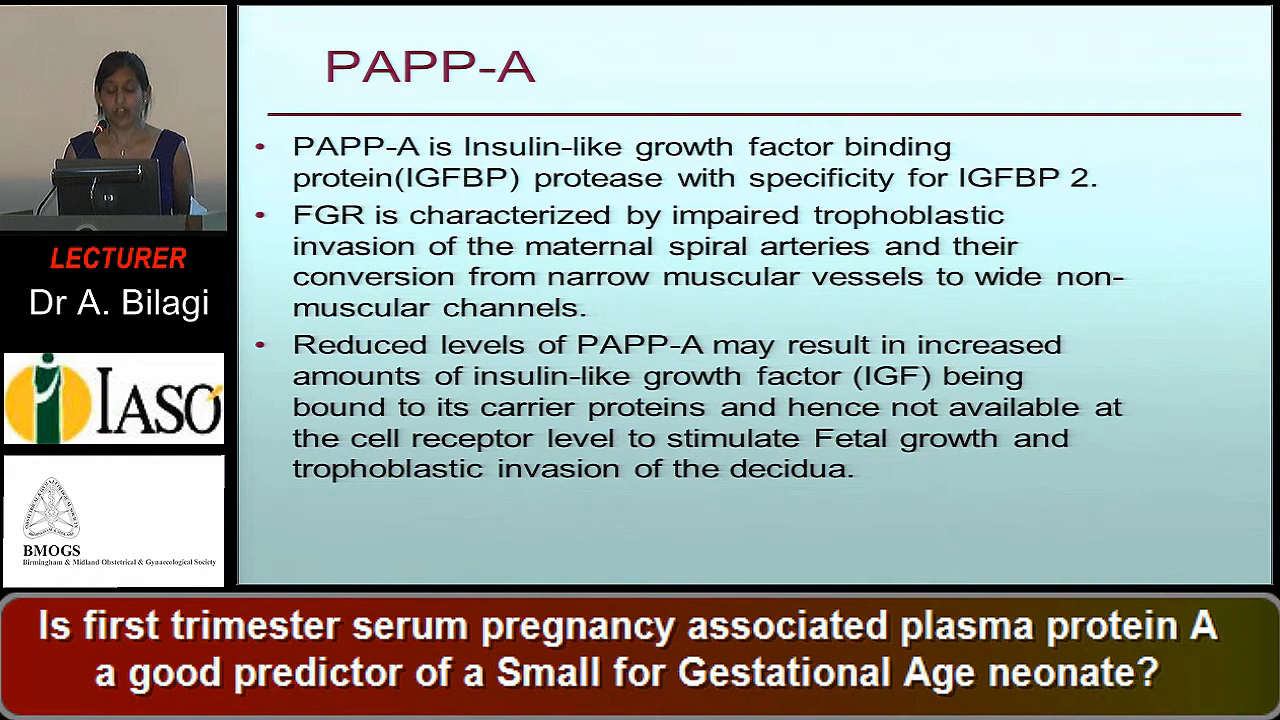 PAPP-A
• PAPP-A is Insulin-like growth factor binding
protein(IGFBP) protease with specificity for IGFBP 2.
• FGR is characterized by impaired trophoblastic
invasion of the maternal spiral arteries and their
conversion from narrow muscular vessels to wide non-
muscular channels.
• Reduced levels of PAPP-A may result in increased
amounts of insulin-like growth factor (IGF) being
bound to its carrier proteins and hence not available at
the cell receptor level to stimulate Fetal growth and
trophoblastic invasion of the decidua.
LECTURER
Dr A. Bilagi
IASO
BMOGS
Birmingham & Midland Obstetrical & Gynaecological Society
Is first trimester serum pregnancy associated plasma protein A
a good predictor of a Small for Gestational Age neonate?